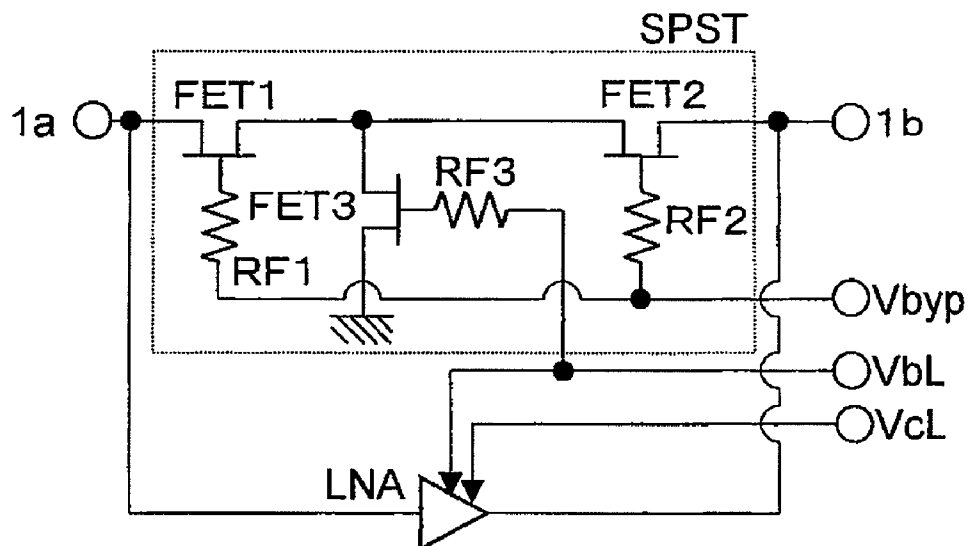 SPST
1a
FET1
FET2
1b
RF3
FET3
RF2
RF1
Vbyp
VbL
VcL
LNA